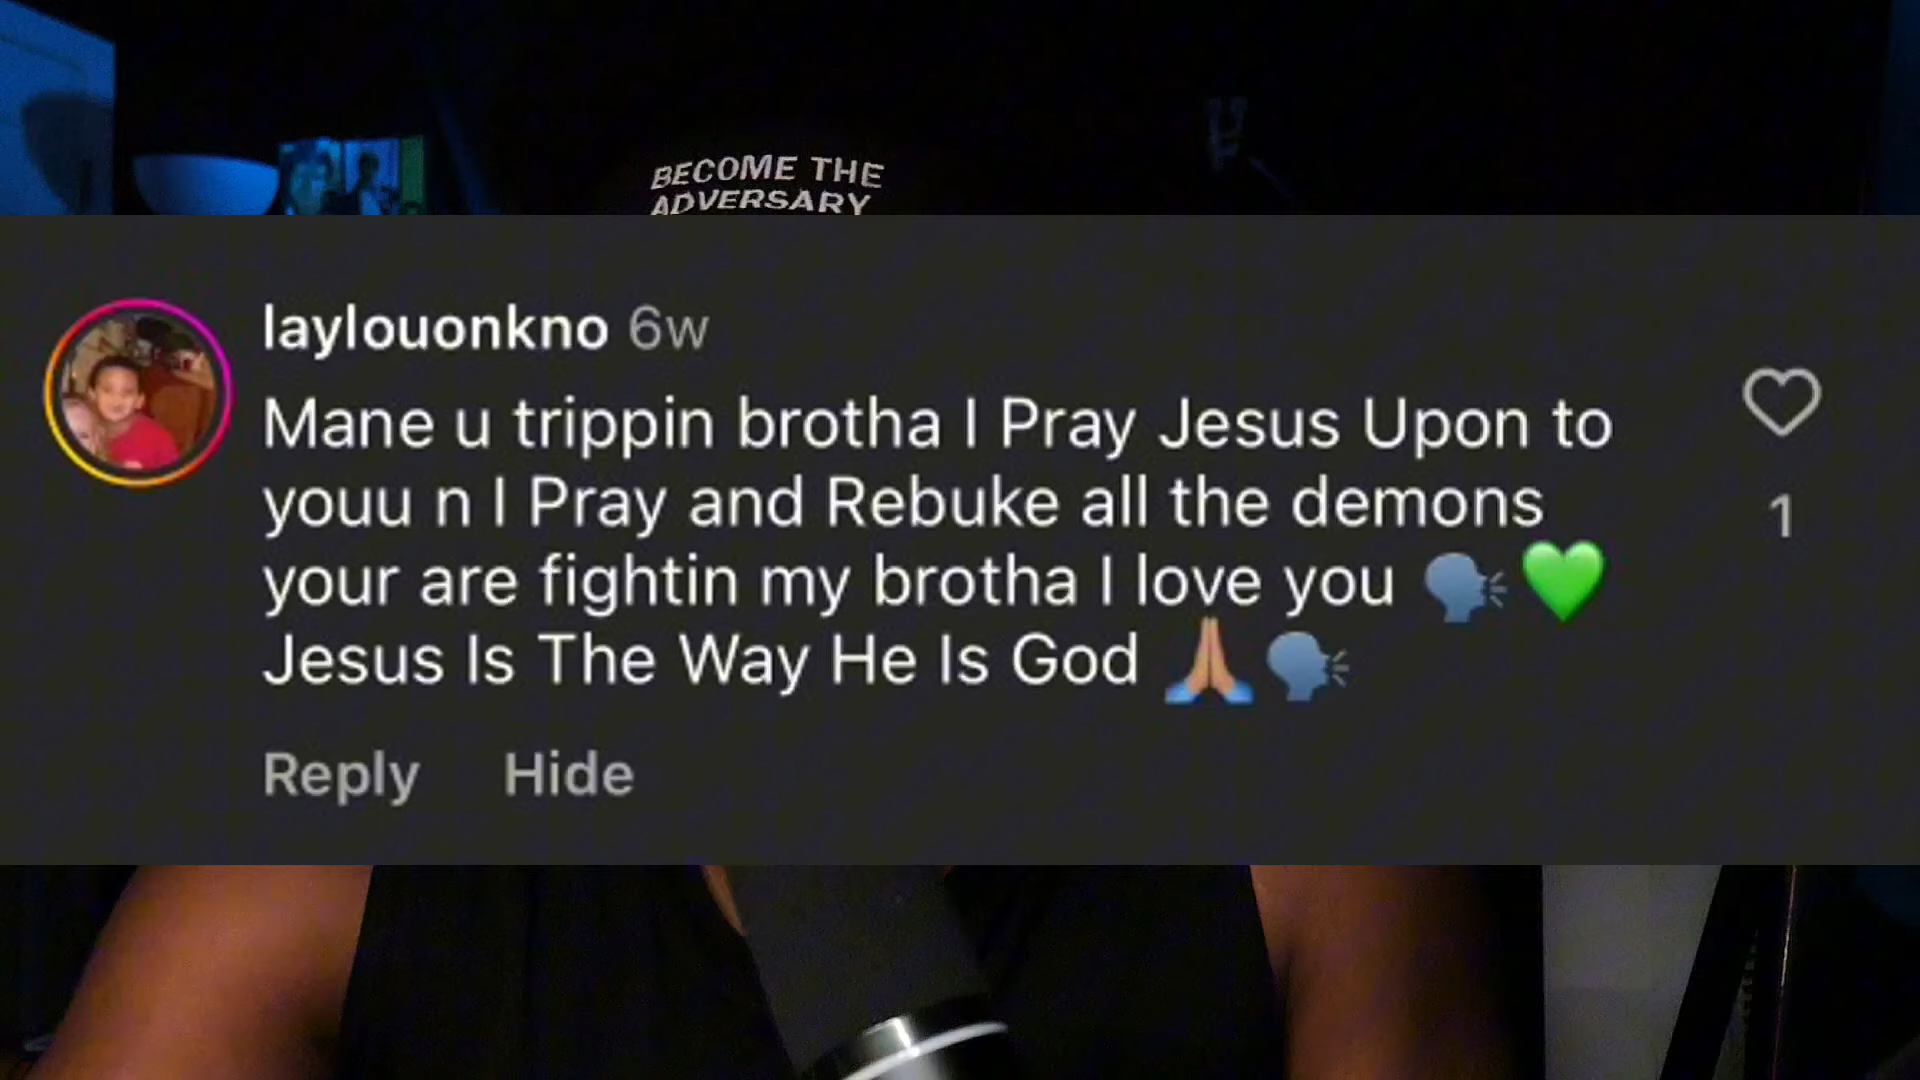 BECOME THE
ADVERSARY
laylouonkno 6w
Mane u trippin brotha I Pray Jesus Upon to
youu n I Pray and Rebuke all the demons
your are fightin my brotha I love you 🗣️💚
Jesus Is The Way He Is God 🙏🏽🗣️
1
Reply Hide